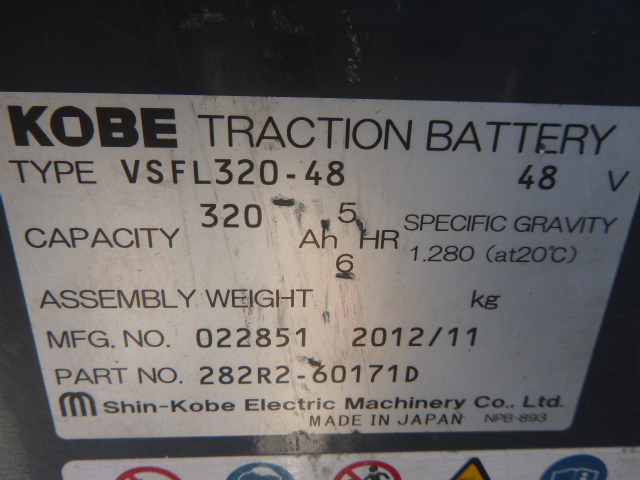 KOBE TRACTION BATTERY
TYPE VSFL320-48 48 V
CAPACITY 320 Ah 5 HR SPECIFIC GRAVITY
6 1.280 (at20℃)
ASSEMBLY WEIGHT kg
MFG. NO. 022851 2012/11
PART NO. 282R2-60171D
Shin-Kobe Electric Machinery Co., Ltd.
MADE IN JAPAN NPB-893